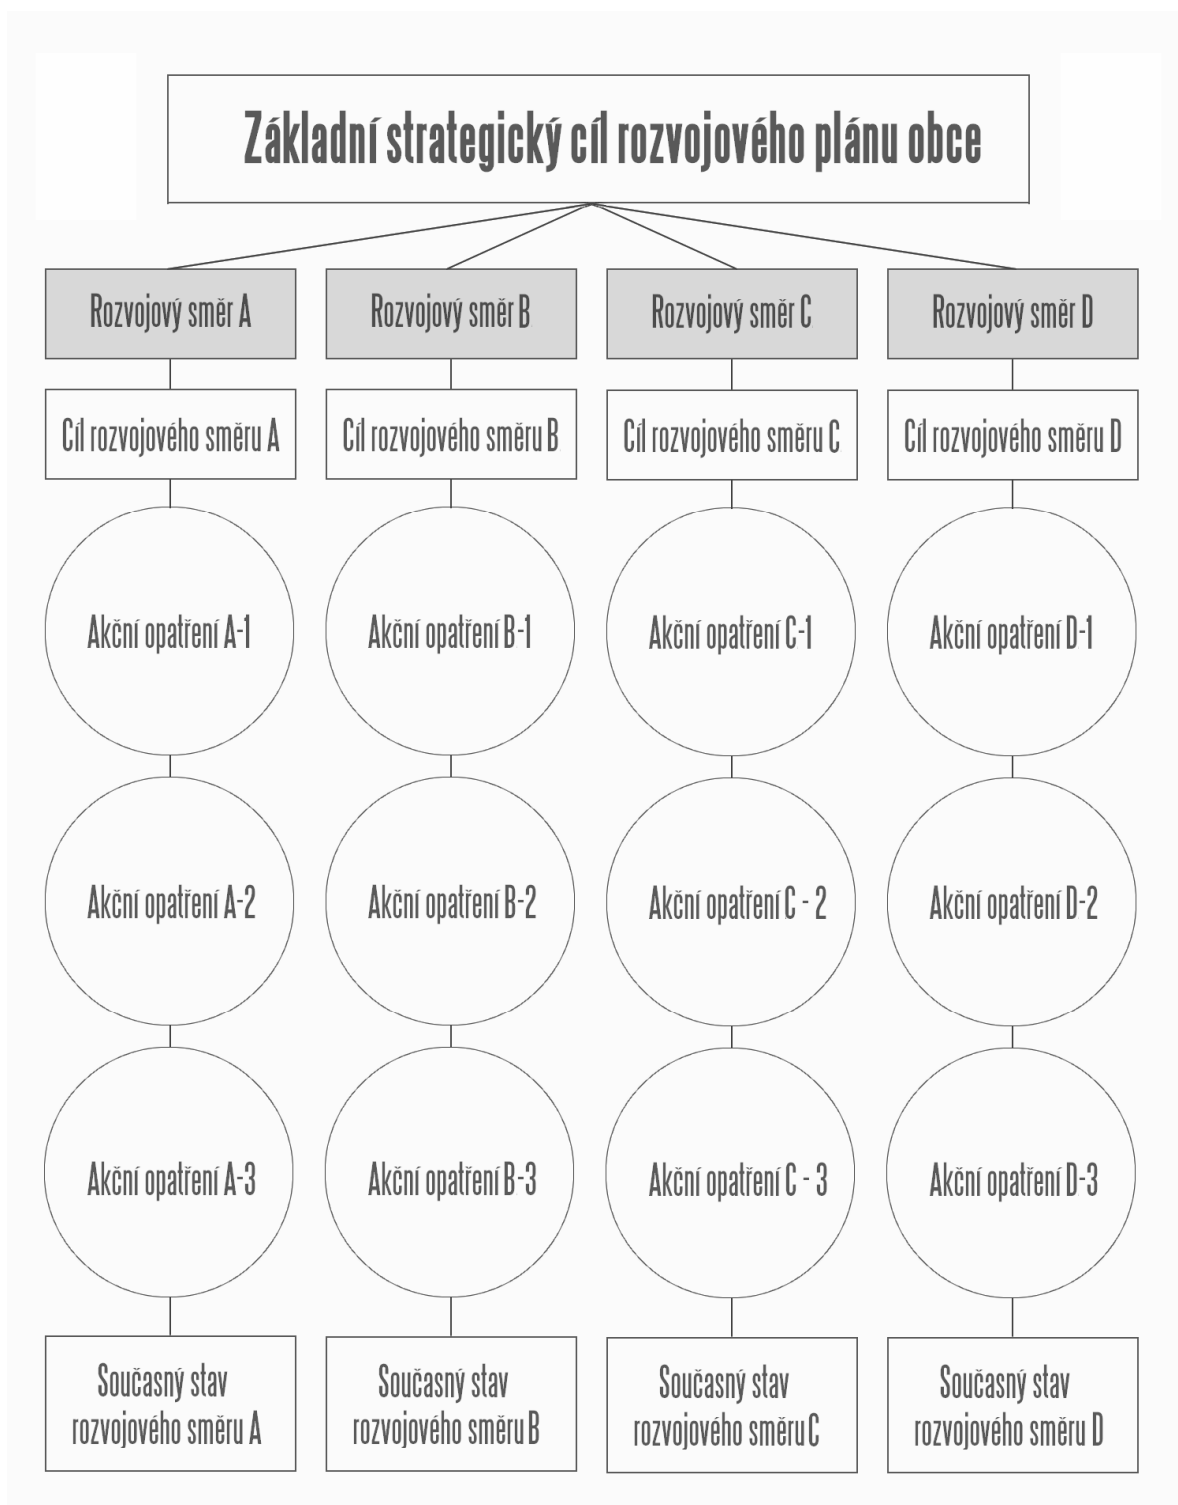 Základní strategický cíl rozvojového plánu obce
Rozvojový směr A
Rozvojový směr B
Rozvojový směr C
Rozvojový směr D
Cíl rozvojového směru A
Cíl rozvojového směru B
Cíl rozvojového směru C
Cíl rozvojového směru D
Akční opatření A-1
Akční opatření B-1
Akční opatření C-1
Akční opatření D-1
Akční opatření A-2
Akční opatření B-2
Akční opatření C - 2
Akční opatření D-2
Akční opatření A-3
Akční opatření B-3
Akční opatření C - 3
Akční opatření D-3
Současný stav
rozvojového směru A
Současný stav
rozvojového směru B
Současný stav
rozvojového směru C
Současný stav
rozvojového směru D